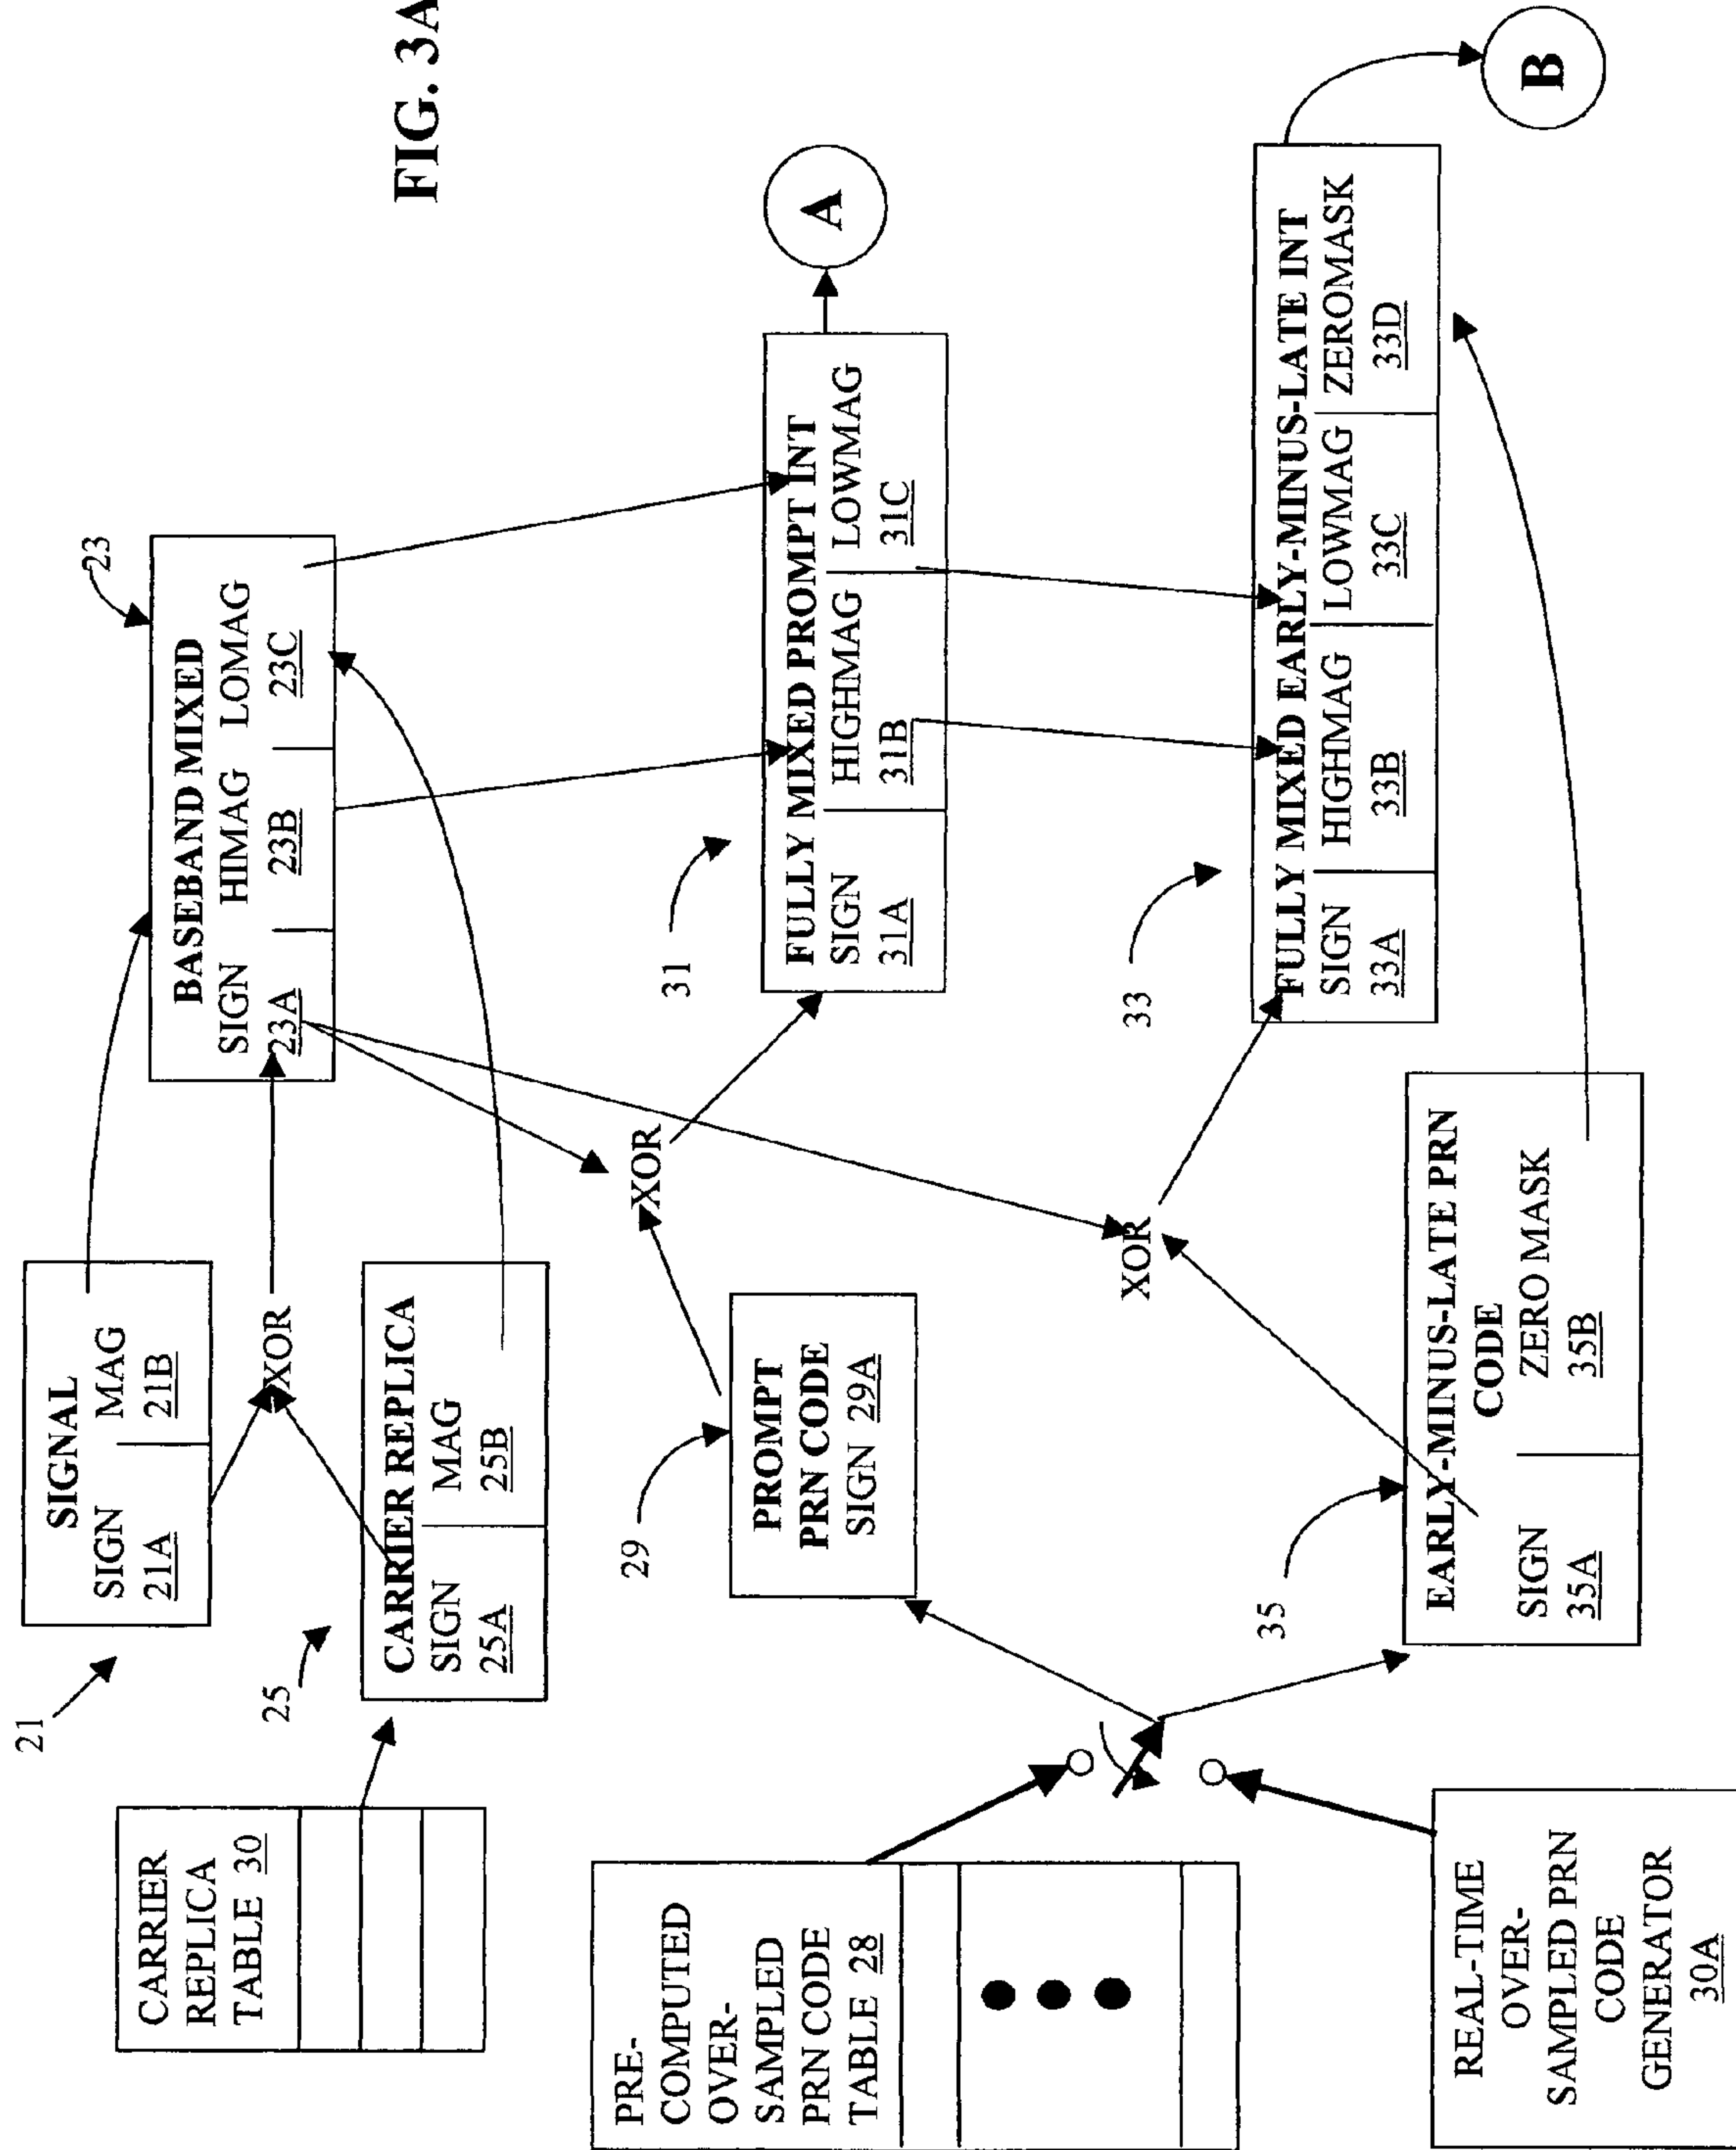 FIG. 3A
21
SIGNAL
SIGN MAG
21A 21B
XOR
25
CARRIER REPLICA
SIGN MAG
25A 25B
CARRIER
REPLICA
TABLE 30
23
BASEBAND MIXED
SIGN HIMAG LOMAG
23A 23B 23C
29
PROMPT
PRN CODE
SIGN 29A
XOR
31
FULLY MIXED PROMPT INT
SIGN HIGHMAG LOWMAG
31A 31B 31C
A
PRE-
COMPUTED
OVER-
SAMPLED
PRN CODE
TABLE 28
XOR
33
FULLY MIXED EARLY-MINUS-LATE INT
SIGN HIGHMAG LOWMAG ZEROMASK
33A 33B 33C 33D
B
35
EARLY-MINUS-LATE PRN
CODE
SIGN ZERO MASK
35A 35B
REAL-TIME
OVER-
SAMPLED PRN
CODE
GENERATOR
30A